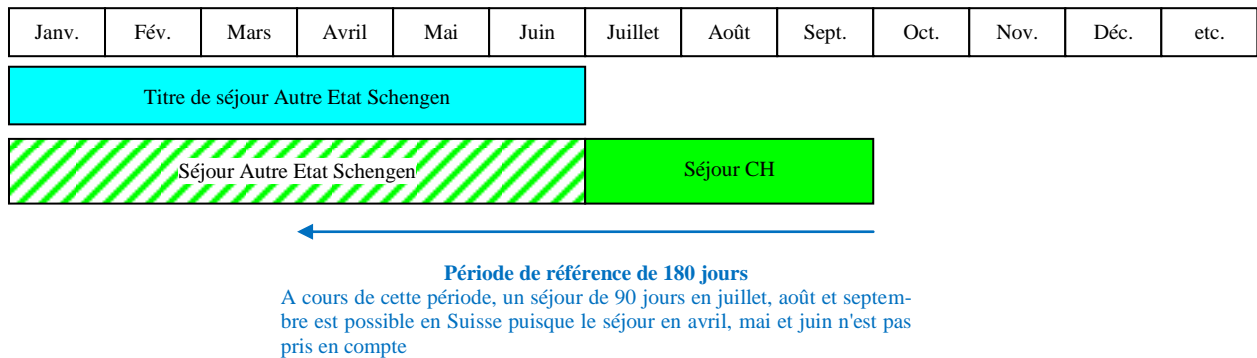 Janv. Fév. Mars Avril Mai Juin Juillet Août Sept. Oct. Nov. Déc. etc.
Titre de séjour Autre Etat Schengen
Séjour Autre Etat Schengen Séjour CH
Période de référence de 180 jours
A cours de cette période, un séjour de 90 jours en juillet, août et septem-
bre est possible en Suisse puisque le séjour en avril, mai et juin n'est pas
pris en compte